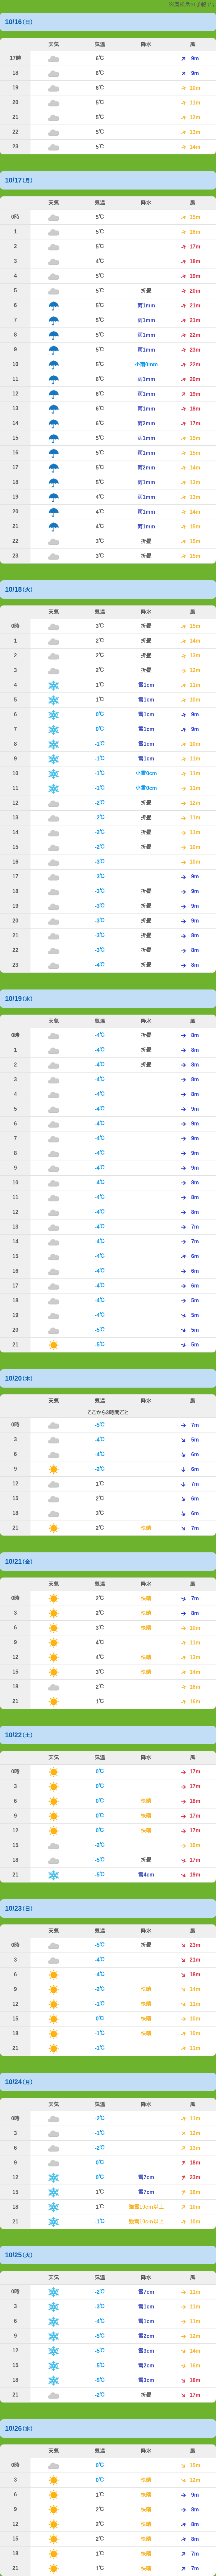 ※最低限の予報です
10/16(日)
天気 気温 降水 風
17時 6℃ 9m
18 6℃ 9m
19 6℃ 10m
20 5℃ 11m
21 5℃ 12m
22 5℃ 13m
23 5℃ 14m
10/17(月)
天気 気温 降水 風
0時 5℃ 15m
1 5℃ 16m
2 5℃ 17m
3 4℃ 18m
4 5℃ 19m
5 5℃ 折曇 20m
6 5℃ 雨1mm 21m
7 5℃ 雨1mm 21m
8 5℃ 雨1mm 22m
9 5℃ 雨1mm 23m
10 5℃ 小雨0mm 22m
11 6℃ 雨1mm 20m
12 6℃ 雨1mm 19m
13 6℃ 雨1mm 18m
14 6℃ 雨2mm 17m
15 5℃ 雨1mm 15m
16 5℃ 雨1mm 15m
17 5℃ 雨2mm 14m
18 5℃ 雨1mm 13m
19 4℃ 雨1mm 13m
20 4℃ 雨1mm 14m
21 4℃ 雨1mm 15m
22 3℃ 折曇 15m
23 3℃ 折曇 15m
10/18(火)
天気 気温 降水 風
0時 3℃ 折曇 15m
1 2℃ 折曇 14m
2 2℃ 折曇 13m
3 2℃ 折曇 12m
4 1℃ 雪1cm 11m
5 1℃ 雪1cm 10m
6 0℃ 雪1cm 9m
7 0℃ 雪1cm 9m
8 -1℃ 雪1cm 10m
9 -1℃ 雪1cm 11m
10 -1℃ 小雪0cm 11m
11 -1℃ 小雪0cm 11m
12 -2℃ 折曇 12m
13 -2℃ 折曇 11m
14 -2℃ 折曇 11m
15 -2℃ 折曇 10m
16 -3℃ 10m
17 -3℃ 9m
18 -3℃ 折曇 9m
19 -3℃ 折曇 9m
20 -3℃ 折曇 9m
21 -3℃ 折曇 8m
22 -3℃ 折曇 8m
23 -4℃ 折曇 8m
10/19(水)
天気 気温 降水 風
0時 -4℃ 折曇 8m
1 -4℃ 折曇 8m
2 -4℃ 折曇 8m
3 -4℃ 8m
4 -4℃ 8m
5 -4℃ 9m
6 -4℃ 9m
7 -4℃ 9m
8 -4℃ 9m
9 -4℃ 9m
10 -4℃ 8m
11 -4℃ 8m
12 -4℃ 8m
13 -4℃ 7m
14 -4℃ 7m
15 -4℃ 6m
16 -4℃ 6m
17 -4℃ 6m
18 -4℃ 5m
19 -4℃ 5m
20 -5℃ 5m
21 -5℃ 5m
10/20(木)
天気 気温 降水 風
ここから3時間ごと
0時 -5℃ 7m
3 -4℃ 5m
6 -4℃ 6m
9 -2℃ 6m
12 1℃ 7m
15 2℃ 6m
18 3℃ 6m
21 2℃ 快晴 7m
10/21(金)
天気 気温 降水 風
0時 2℃ 快晴 7m
3 2℃ 快晴 8m
6 3℃ 快晴 10m
9 4℃ 11m
12 4℃ 快晴 13m
15 3℃ 快晴 14m
18 2℃ 16m
21 1℃ 16m
10/22(土)
天気 気温 降水 風
0時 0℃ 17m
3 0℃ 17m
6 0℃ 快晴 18m
9 0℃ 快晴 17m
12 0℃ 快晴 17m
15 -2℃ 16m
18 -5℃ 折曇 17m
21 -5℃ 雪4cm 19m
10/23(日)
天気 気温 降水 風
0時 -5℃ 折曇 23m
3 -4℃ 21m
6 -4℃ 18m
9 -2℃ 快晴 14m
12 -1℃ 快晴 11m
15 0℃ 快晴 10m
18 -1℃ 快晴 10m
21 -1℃ 11m
10/24(月)
天気 気温 降水 風
0時 -2℃ 11m
3 -1℃ 12m
6 -2℃ 13m
9 0℃ 18m
12 0℃ 雪7cm 23m
15 1℃ 雪7cm 16m
18 1℃ 強雪10cm以上 16m
21 -1℃ 強雪10cm以上 10m
10/25(火)
天気 気温 降水 風
0時 -2℃ 雪7cm 11m
3 -3℃ 雪1cm 11m
6 -4℃ 雪1cm 11m
9 -5℃ 雪2cm 12m
12 -5℃ 雪3cm 14m
15 -5℃ 雪2cm 16m
18 -5℃ 雪3cm 18m
21 -2℃ 折曇 17m
10/26(水)
天気 気温 降水 風
0時 0℃ 15m
3 0℃ 快晴 12m
6 1℃ 快晴 9m
9 2℃ 快晴 8m
12 2℃ 快晴 8m
15 2℃ 快晴 8m
18 1℃ 快晴 7m
21 1℃ 快晴 7m